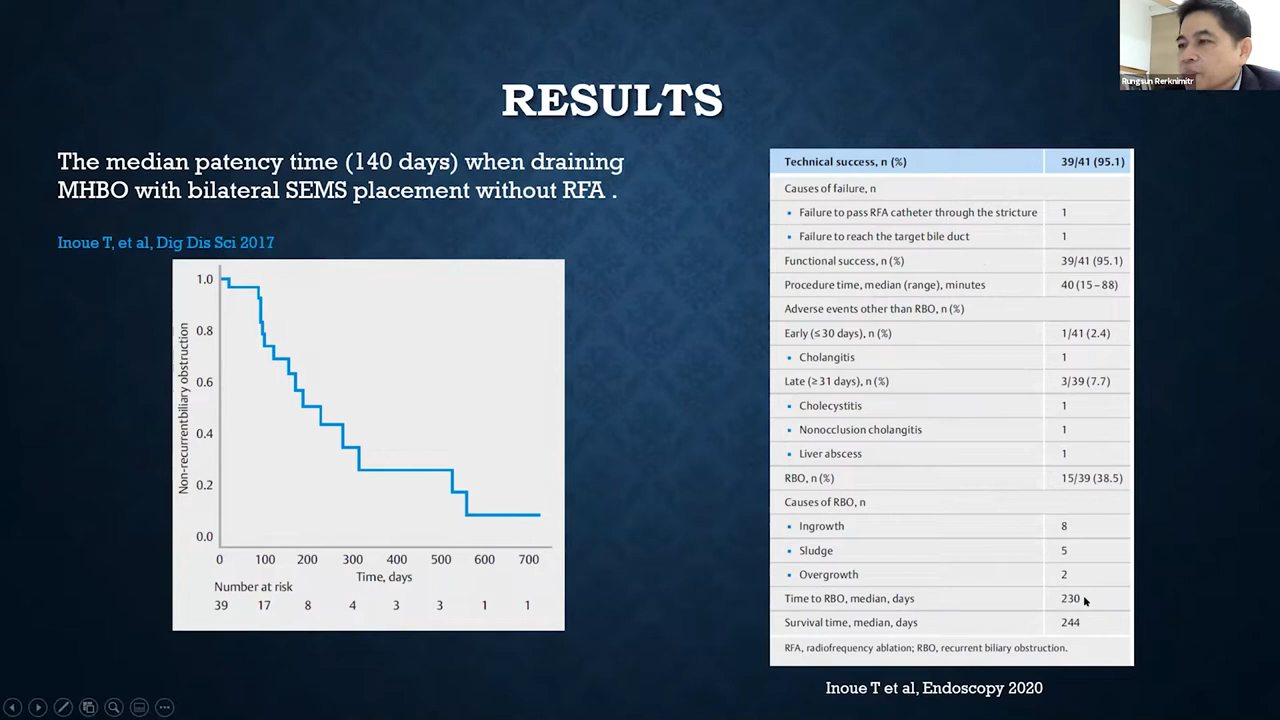 Rungsun Rerknimitr
RESULTS
The median patency time (140 days) when draining
MHBO with bilateral SEMS placement without RFA .
Inoue T, et al, Dig Dis Sci 2017
Non-recurrentbiliary obstruction
1.0
0.8
0.6
0.4
0.2
0.0
0 100 200 300 400 500 600 700
Time, days
Number at risk
39 17 8 4 3 3 1 1
Technical success, n (%) 39/41 (95.1)
Causes of failure, n
▪ Failure to pass RFA catheter through the stricture 1
▪ Failure to reach the target bile duct 1
Functional success, n (%) 39/41 (95.1)
Procedure time, median (range), minutes 40 (15–88)
Adverse events other than RBO, n (%)
Early (≤30 days), n (%) 1/41 (2.4)
▪ Cholangitis 1
Late (≥31 days), n (%) 3/39 (7.7)
▪ Cholecystitis 1
▪ Nonocclusion cholangitis 1
▪ Liver abscess 1
RBO, n (%) 15/39 (38.5)
Causes of RBO, n
▪ Ingrowth 8
▪ Sludge 5
▪ Overgrowth 2
Time to RBO, median, days 230
Survival time, median, days 244
RFA, radiofrequency ablation; RBO, recurrent biliary obstruction.
Inoue T et al, Endoscopy 2020